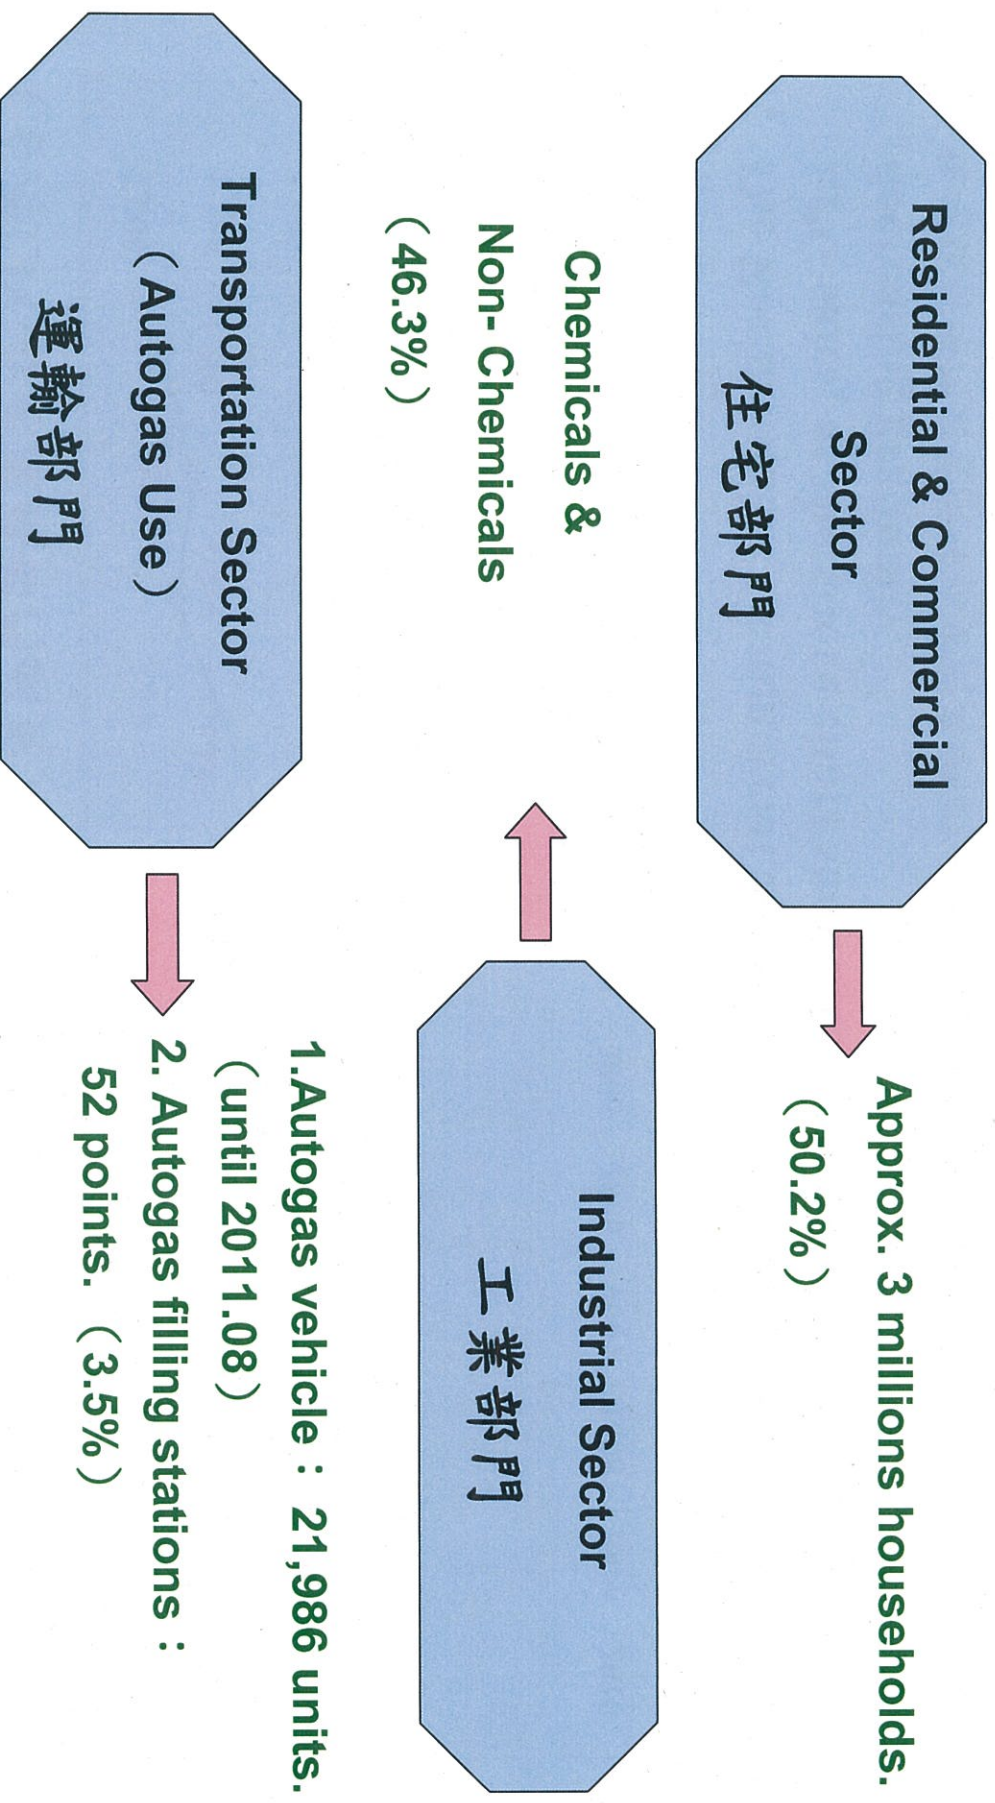 Residential & Commercial
Sector
住宅部門
Approx. 3 millions households.
（50.2%）
Chemicals &
Non- Chemicals
（46.3%）
Industrial Sector
工業部門
Transportation Sector
（Autogas Use）
運輸部門
1.Autogas vehicle： 21,986 units.
（until 2011.08）
2. Autogas filling stations：
52 points. （3.5%）